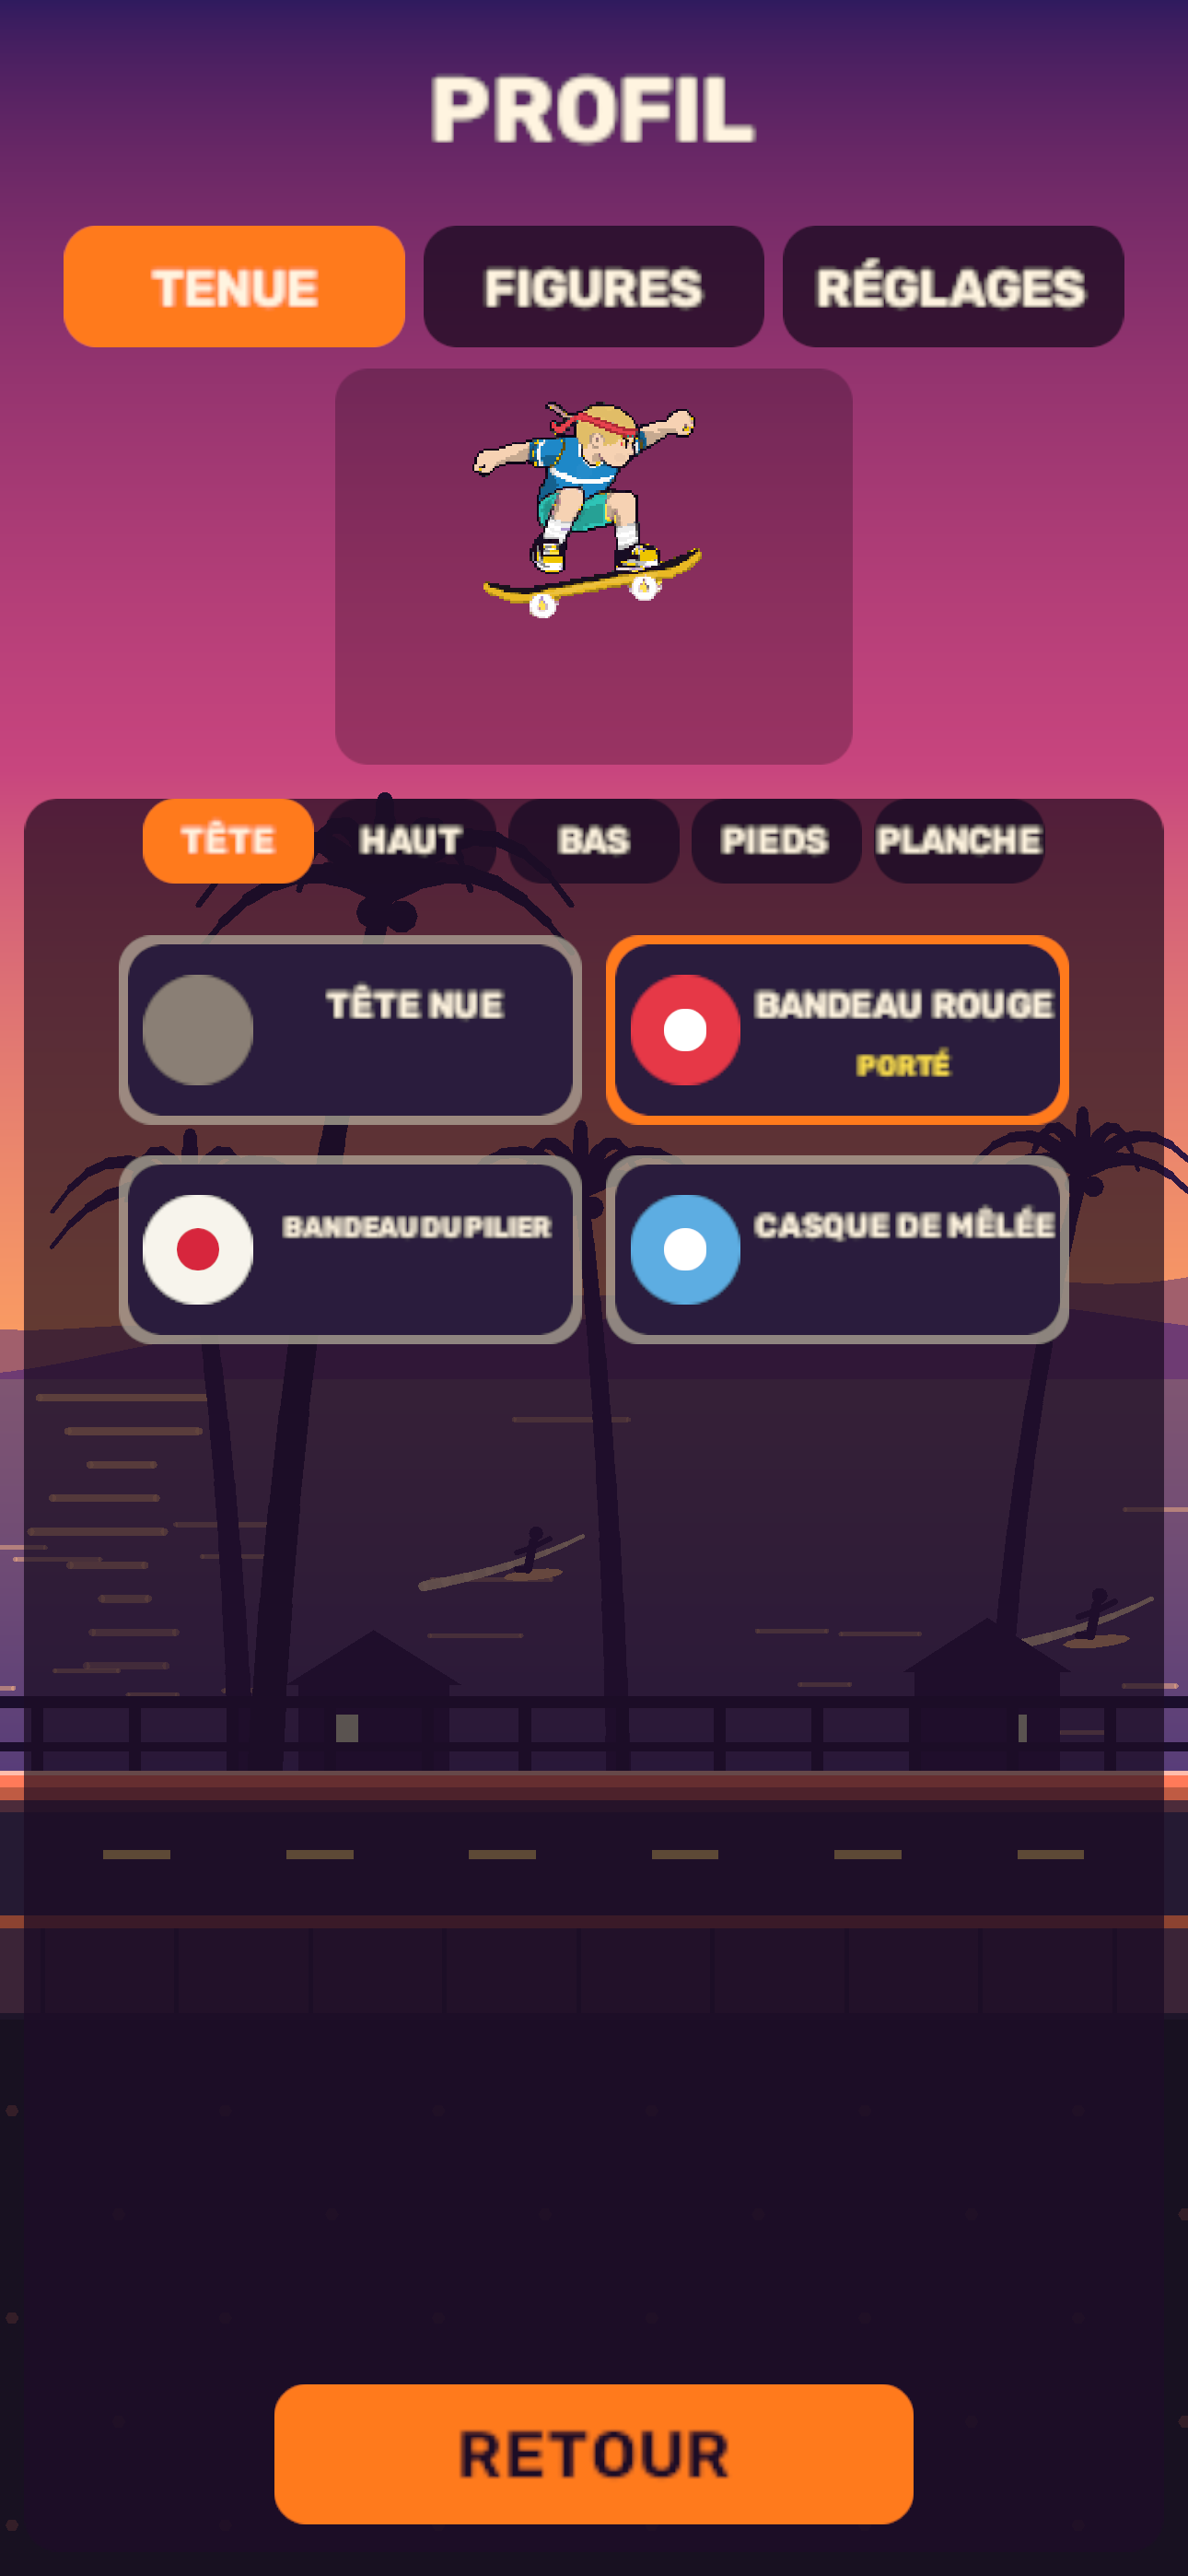 PROFIL
TENUE
FIGURES
RÉGLAGES
TÊTE
HAUT
BAS
PIEDS
PLANCHE
TÊTE NUE
BANDEAU ROUGE
PORTÉ
BANDEAU DU PILIER
CASQUE DE MÊLÉE
RETOUR